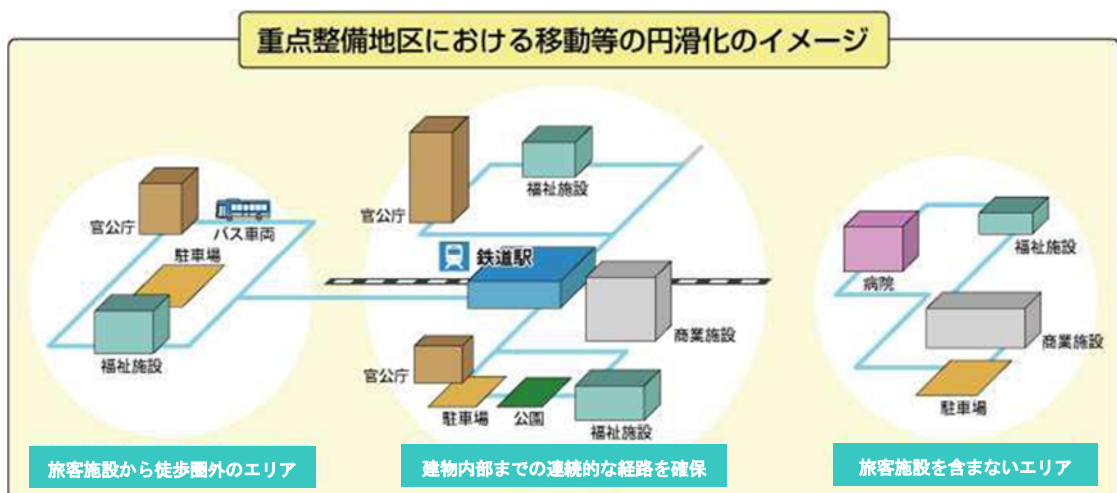 重点整備地区における移動等の円滑化のイメージ
官公庁
バス車両
駐車場
福祉施設
旅客施設から徒歩圏外のエリア
官公庁
福祉施設
鉄道駅
商業施設
官公庁
駐車場
公園
福祉施設
建物内部までの連続的な経路を確保
病院
福祉施設
商業施設
駐車場
旅客施設を含まないエリア